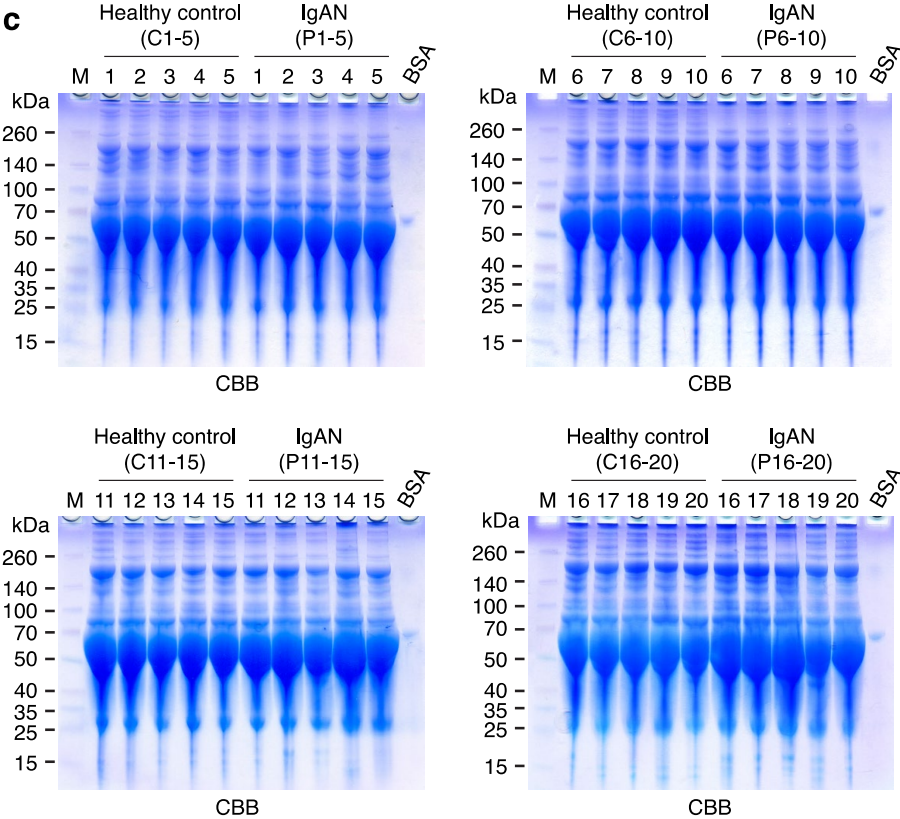 c
Healthy control IgAN
(C1-5) (P1-5)
M 1 2 3 4 5 1 2 3 4 5 BSA
kDa
260
140
100
70
50
40
35
25
15
CBB
Healthy control IgAN
(C6-10) (P6-10)
M 6 7 8 9 10 6 7 8 9 10 BSA
kDa
260
140
100
70
50
40
35
25
15
CBB
Healthy control IgAN
(C11-15) (P11-15)
M 11 12 13 14 15 11 12 13 14 15 BSA
kDa
260
140
100
70
50
40
35
25
15
CBB
Healthy control IgAN
(C16-20) (P16-20)
M 16 17 18 19 20 16 17 18 19 20 BSA
kDa
260
140
100
70
50
40
35
25
15
CBB